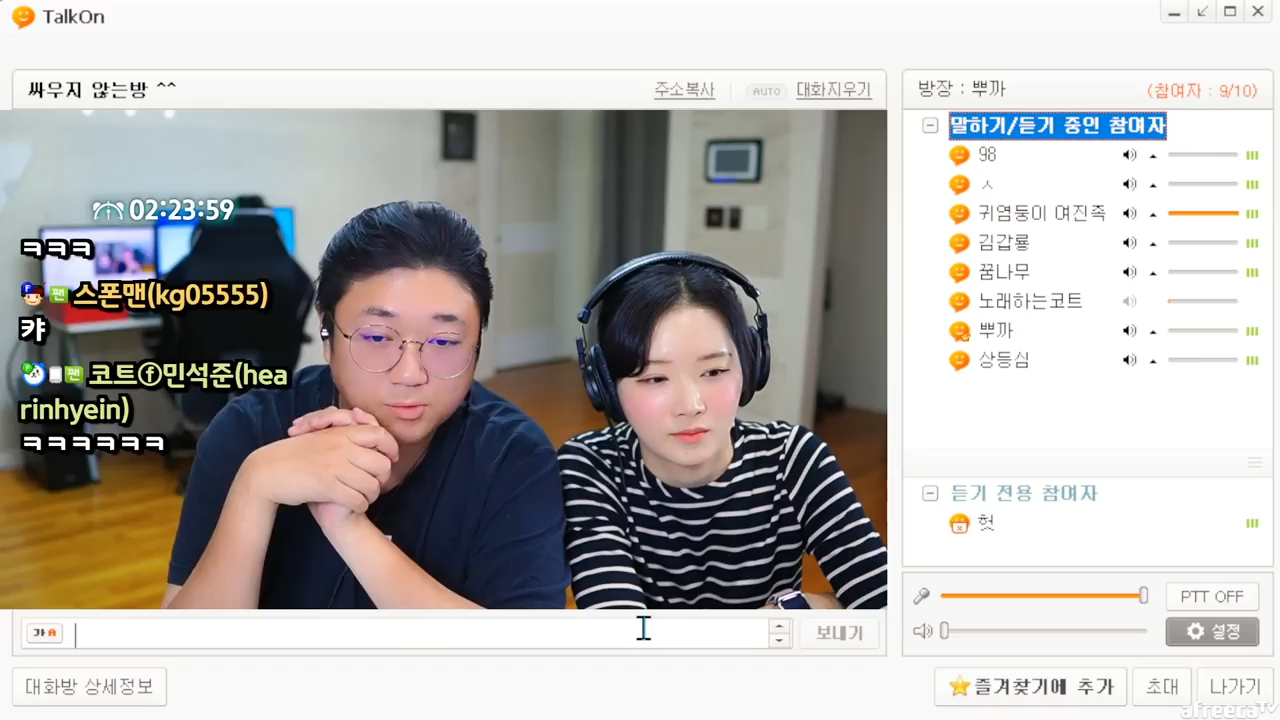 TalkOn
싸우지 않는방 ^^
주소복사
AUTO
대화지우기
02:23:59
ㅋㅋㅋ
F 팬 스폰맨(kg05555)
캬
팬 코트ⓕ민석준(hea
rinhyein)
ㅋㅋㅋㅋㅋㅋ
가A
보내기
대화방 상세정보
방장 : 뿌까
(참여자 : 9/10)
말하기/듣기 중인 참여자
98
ㅅ
귀염둥이 여진족
김갑룡
꿈나무
노래하는코트
뿌까
상등심
듣기 전용 참여자
헛
PTT OFF
설정
즐겨찾기에 추가
초대
나가기
afreecaTV